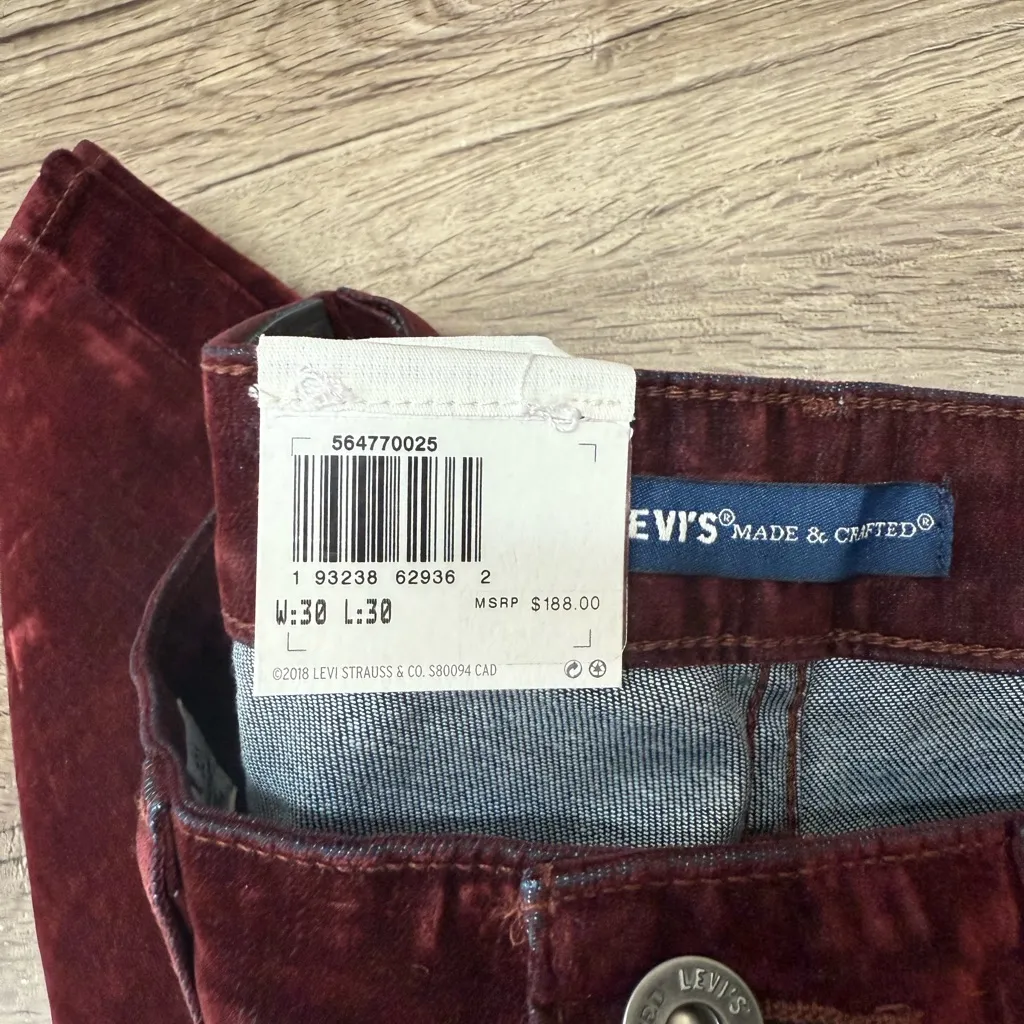 564770025
1 93238 62936 2
W:30 L:30
MSRP $188.00
©2018 LEVI STRAUSS & CO. S80094 CAD
EVI'S® MADE & CRAFTED®
LEVI'S